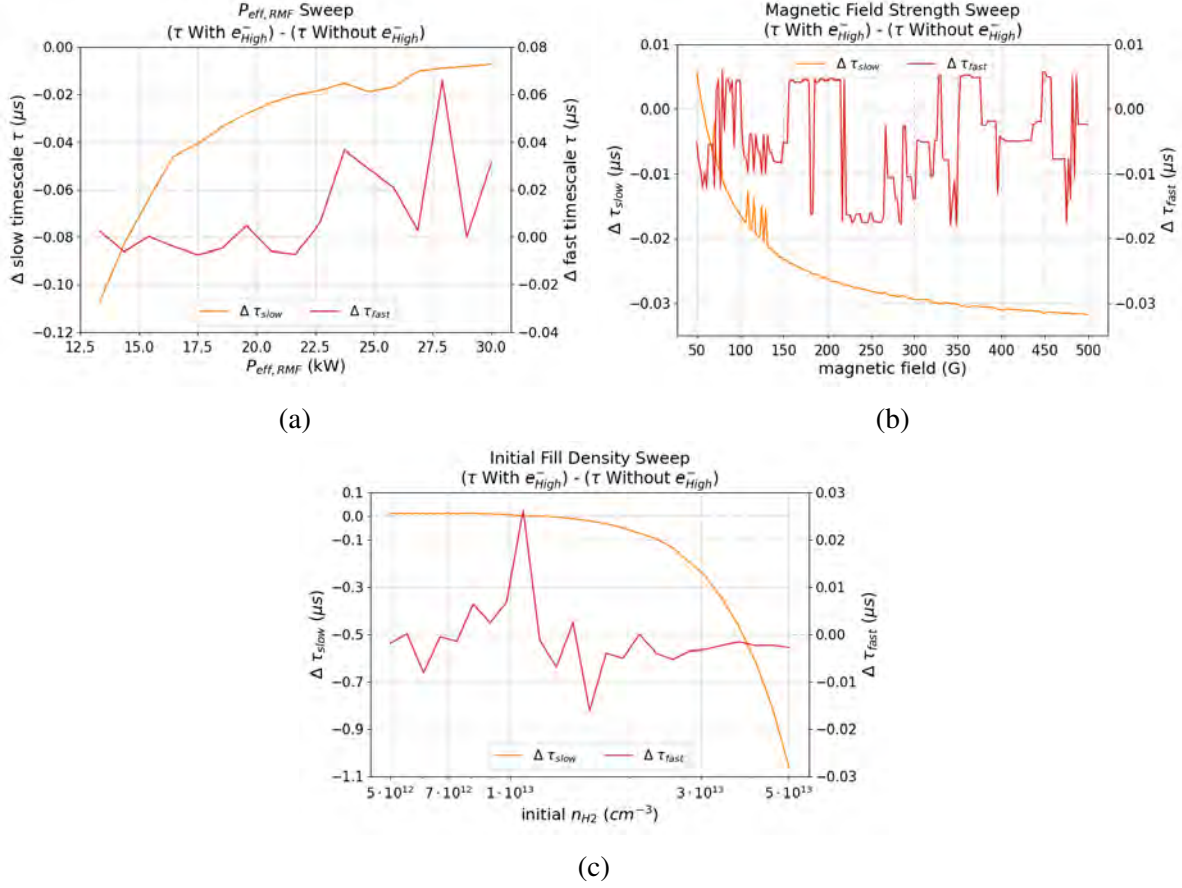 P_eff,RMF Sweep
(τ With e⁻_High) - (τ Without e⁻_High)
Δ slow timescale τ (μs)
0.00
−0.02
−0.04
−0.06
−0.08
−0.10
−0.12
Δ τ_slow
Δ τ_fast
0.08
0.06
0.04
0.02
0.00
−0.02
−0.04
Δ fast timescale τ (μs)
12.5 15.0 17.5 20.0 22.5 25.0 27.5 30.0
P_eff,RMF (kW)
(a)
Magnetic Field Strength Sweep
(τ With e⁻_High) - (τ Without e⁻_High)
Δ τ_slow (μs)
0.01
0.00
−0.01
−0.02
−0.03
Δ τ_slow
Δ τ_fast
0.01
0.00
−0.01
−0.02
−0.03
Δ τ_fast (μs)
50 100 150 200 250 300 350 400 450 500
magnetic field (G)
(b)
Initial Fill Density Sweep
(τ With e⁻_High) - (τ Without e⁻_High)
Δ τ_slow (μs)
0.1
0.0
−0.1
−0.3
−0.5
−0.7
−0.9
−1.1
Δ τ_slow
Δ τ_fast
0.03
0.02
0.01
0.00
−0.01
−0.02
−0.03
Δ τ_fast (μs)
5·10¹² 7·10¹² 1·10¹³ 3·10¹³ 5·10¹³
initial n_H2 (cm⁻³)
(c)